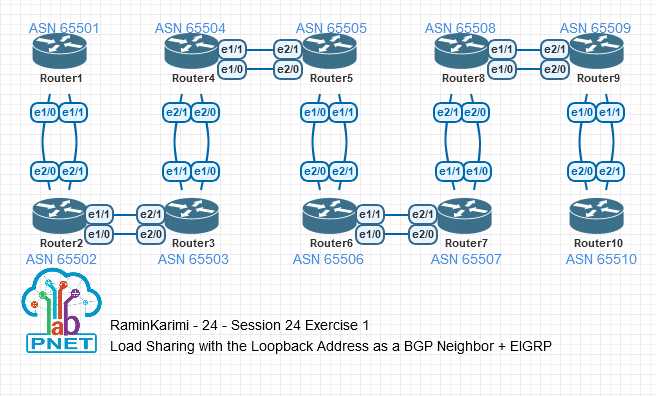 ASN 65501 ASN 65504 ASN 65505 ASN 65508 ASN 65509
e1/1 e2/1 e1/1 e2/1
e1/0 e2/0 e1/0 e2/0
Router1 Router4 Router5 Router8 Router9
e1/0 e1/1 e2/1 e2/0 e1/0 e1/1 e2/1 e2/0 e1/0 e1/1
e2/0 e2/1 e1/1 e1/0 e2/0 e2/1 e1/1 e1/0 e2/0 e2/1
e1/1 e2/1 e1/1 e2/1
e1/0 e2/0 e1/0 e2/0
Router2 Router3 Router6 Router7 Router10
ASN 65502 ASN 65503 ASN 65506 ASN 65507 ASN 65510
lab
PNET
RaminKarimi - 24 - Session 24 Exercise 1
Load Sharing with the Loopback Address as a BGP Neighbor + EIGRP